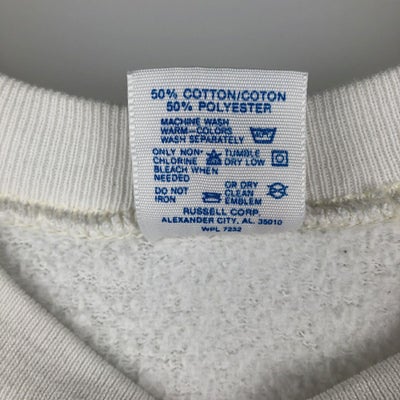 50% COTTON/COTON
50% POLYESTER
MACHINE WASH
WARM-COLORS
WASH SEPARATELY
ONLY NON- TUMBLE
CHLORINE DRY LOW
BLEACH WHEN
NEEDED
DO NOT OR DRY
IRON CLEAN
EMBLEM
RUSSELL CORP.
ALEXANDER CITY, AL. 35010
WPL 7232